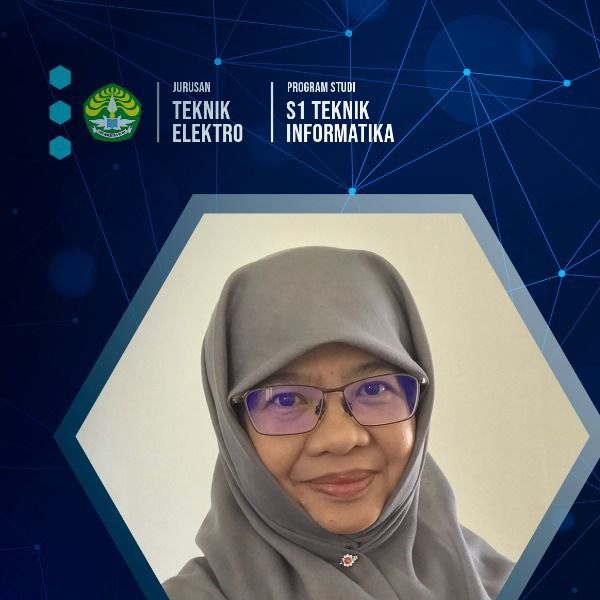 JURUSAN
TEKNIK
ELEKTRO
PROGRAM STUDI
S1 TEKNIK
INFORMATIKA